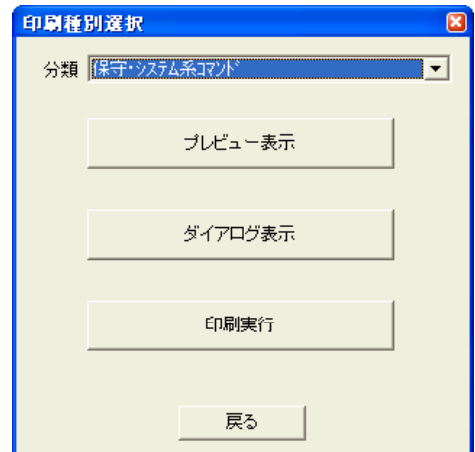 印刷種別選択
分類 保守･システム系コマンド
プレビュー表示
ダイアログ表示
印刷実行
戻る